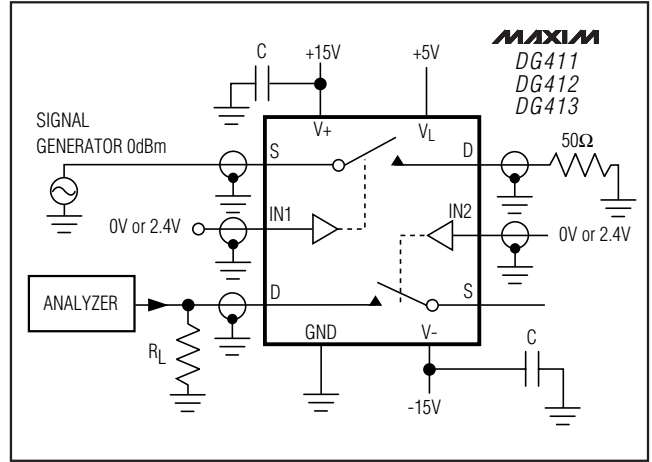 C
+15V
+5V
MAXIM
DG411
DG412
DG413
SIGNAL
GENERATOR 0dBm
V+
VL
50Ω
S
D
IN1
IN2
0V or 2.4V
0V or 2.4V
ANALYZER
D
S
RL
GND
V-
C
-15V